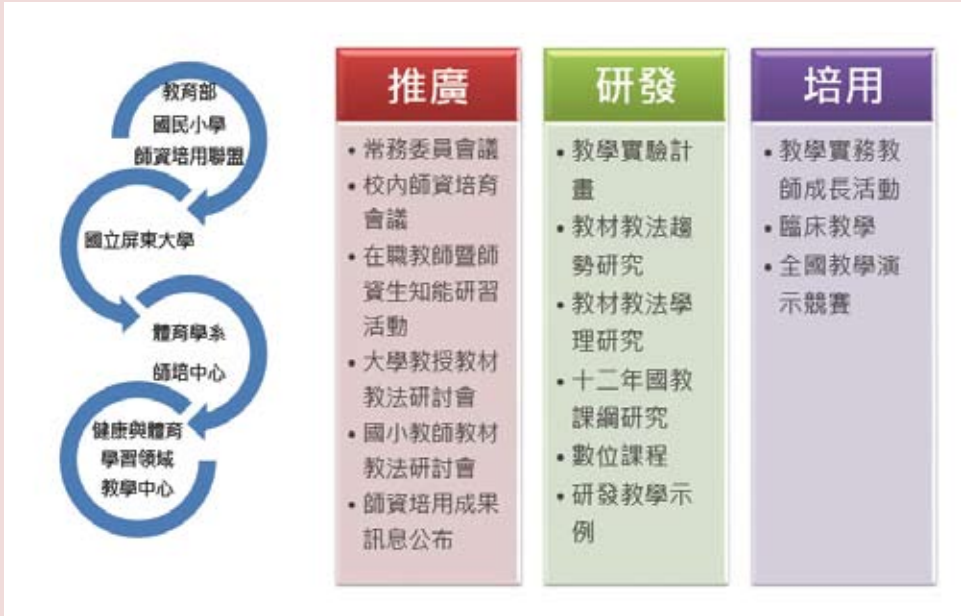 教育部
國民小學
師資培用聯盟
國立屏東大學
體育學系
師培中心
健康與體育
學習領域
教學中心
推廣
• 常務委員會議
• 校內師資培育
會議
• 在職教師暨師
資生知能研習
活動
• 大學教授教材
教法研討會
• 國小教師教材
教法研討會
• 師資培用成果
訊息公布
研發
• 教學實驗計
畫
• 教材教法趨
勢研究
• 教材教法學
理研究
• 十二年國教
課綱研究
• 數位課程
• 研發教學示
例
培用
• 教學實務教
師成長活動
• 臨床教學
• 全國教學演
示競賽